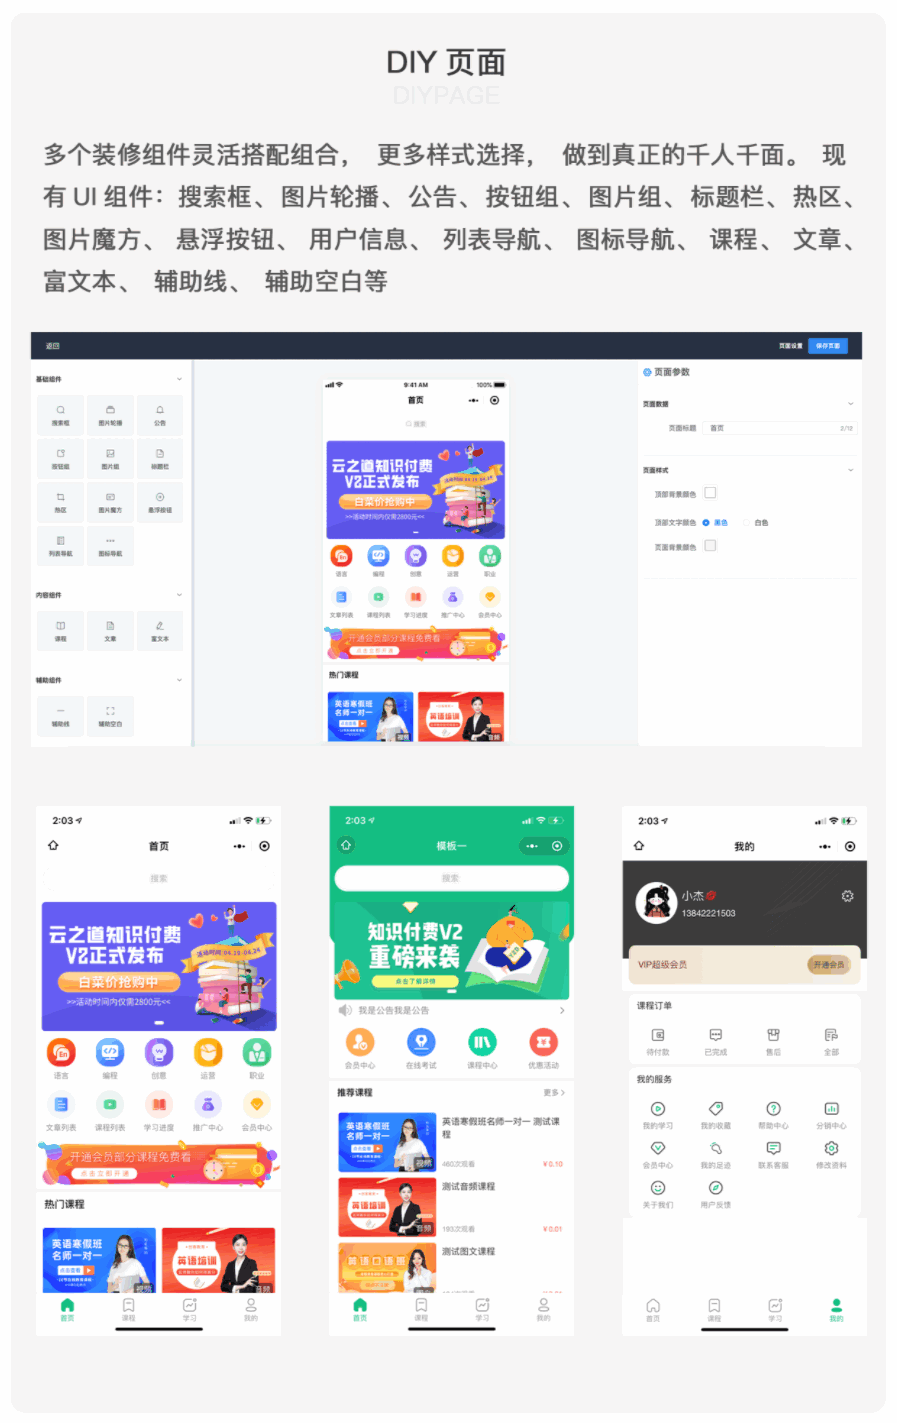 DIY 页面
DIYPAGE
多个装修组件灵活搭配组合， 更多样式选择， 做到真正的千人千面。 现
有 UI 组件：搜索框、图片轮播、公告、按钮组、图片组、标题栏、热区、
图片魔方、 悬浮按钮、 用户信息、 列表导航、 图标导航、 课程、 文章、
富文本、 辅助线、 辅助空白等
返回 页面设置 保存页面
基础组件
搜索框 图片轮播 公告
按钮组 图片组 标题栏
热区 图片魔方 悬浮按钮
列表导航 图标导航
内容组件
课程 文章 富文本
辅助组件
辅助线 辅助空白
9:41 AM 100%
首页
搜索
云之道知识付费
V2正式发布
活动时间:04.25-04.29
白菜价抢购中
>>活动时间内仅需2800元<<
语言 编程 创意 运营 职业
文章列表 课程列表 学习进度 推广中心 会员中心
开通会员部分课程免费看
点击立即开通
热门课程
英语寒假班
名师一对一
点击查看
视频
英语培训
音频
页面参数
页面数据
页面标题 首页 2/12
页面样式
顶部背景颜色
顶部文字颜色 黑色 白色
页面背景颜色
2:03
首页
搜索
云之道知识付费
V2正式发布
白菜价抢购中
>>活动时间内仅需2800元<<
En
语言 编程 创意 运营 职业
文章列表 课程列表 学习进度 推广中心 会员中心
开通会员部分课程免费看
点击立即开通
热门课程
英语寒假班
名师一对一
点击查看
视频
英语培训
音频
首页 课程 学习 我的
2:03
模板一
搜索
知识付费V2
重磅来袭
点击了解详情
我是公告我是公告
会员中心 在线考试 课程中心 优惠活动
推荐课程 更多
英语寒假班
名师一对一
点击查看
视频
英语寒假班名师一对一 测试课
程
460次观看 ¥0.10
英语培训
音频
测试音频课程
193次观看 ¥0.01
英语口语班
测试图文课程
首页 课程 学习 我的
2:03
我的
小杰
13842221503
VIP超级会员 开通会员
课程订单
待付款 已完成 售后 全部
我的服务
我的学习 我的收藏 帮助中心 分销中心
会员中心 我的足迹 联系客服 修改资料
关于我们 用户反馈
首页 课程 学习 我的